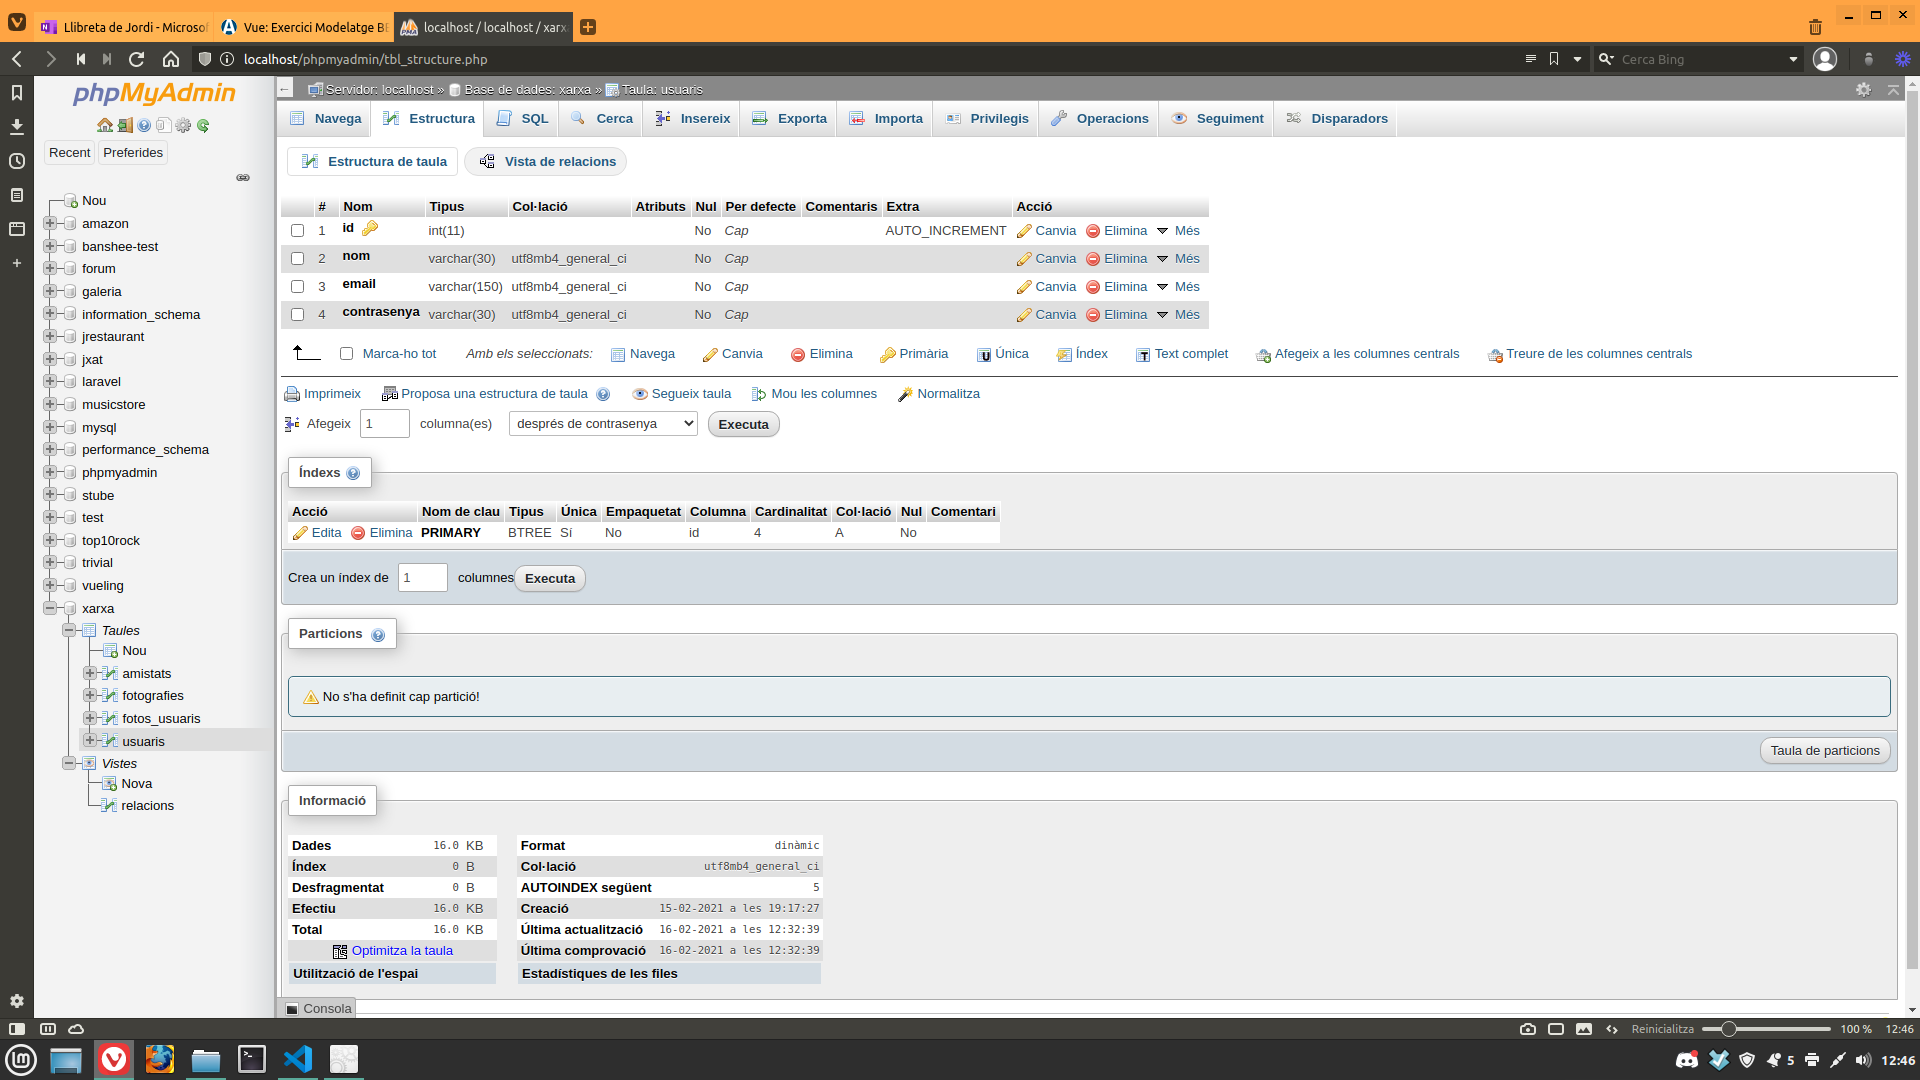 Llibreta de Jordi - Microsof
Vue: Exercici Modelatge BD
localhost / localhost / xarx
localhost/phpmyadmin/tbl_structure.php
Cerca Bing
phpMyAdmin
Recent Preferides
Nou
amazon
banshee-test
forum
galeria
information_schema
jrestaurant
jxat
laravel
musicstore
mysql
performance_schema
phpmyadmin
stube
test
top10rock
trivial
vueling
xarxa
Taules
Nou
amistats
fotografies
fotos_usuaris
usuaris
Vistes
Nova
relacions
Servidor: localhost » Base de dades: xarxa » Taula: usuaris
Navega Estructura SQL Cerca Insereix Exporta Importa Privilegis Operacions Seguiment Disparadors
Estructura de taula Vista de relacions
# Nom Tipus Col·lació Atributs Nul Per defecte Comentaris Extra Acció
1 id int(11) No Cap AUTO_INCREMENT Canvia Elimina Més
2 nom varchar(30) utf8mb4_general_ci No Cap Canvia Elimina Més
3 email varchar(150) utf8mb4_general_ci No Cap Canvia Elimina Més
4 contrasenya varchar(30) utf8mb4_general_ci No Cap Canvia Elimina Més
Marca-ho tot Amb els seleccionats: Navega Canvia Elimina Primària Única Índex Text complet Afegeix a les columnes centrals Treure de les columnes centrals
Imprimeix Proposa una estructura de taula Segueix taula Mou les columnes Normalitza
Afegeix 1 columna(es) després de contrasenya Executa
Índexs
Acció Nom de clau Tipus Única Empaquetat Columna Cardinalitat Col·lació Nul Comentari
Edita Elimina PRIMARY BTREE Sí No id 4 A No
Crea un índex de 1 columnes Executa
Particions
No s'ha definit cap partició!
Taula de particions
Informació
Dades 16.0 KB
Índex 0 B
Desfragmentat 0 B
Efectiu 16.0 KB
Total 16.0 KB
Optimitza la taula
Utilització de l'espai
Format dinàmic
Col·lació utf8mb4_general_ci
AUTOINDEX següent 5
Creació 15-02-2021 a les 19:17:27
Última actualització 16-02-2021 a les 12:32:39
Última comprovació 16-02-2021 a les 12:32:39
Estadístiques de les files
Consola
Reinicialitza 100 % 12:46
5 12:46